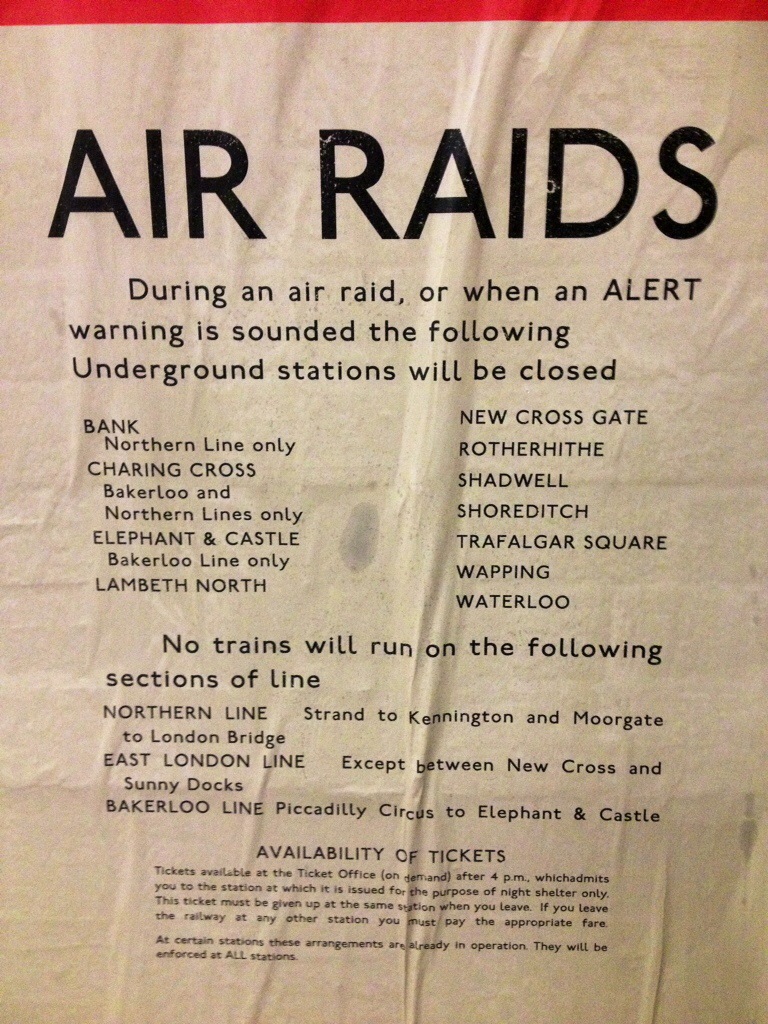 AIR RAIDS
During an air raid, or when an ALERT
warning is sounded the following
Underground stations will be closed
BANK
Northern Line only
CHARING CROSS
Bakerloo and
Northern Lines only
ELEPHANT & CASTLE
Bakerloo Line only
LAMBETH NORTH
NEW CROSS GATE
ROTHERHITHE
SHADWELL
SHOREDITCH
TRAFALGAR SQUARE
WAPPING
WATERLOO
No trains will run on the following
sections of line
NORTHERN LINE Strand to Kennington and Moorgate
to London Bridge
EAST LONDON LINE Except between New Cross and
Sunny Docks
BAKERLOO LINE Piccadilly Circus to Elephant & Castle
AVAILABILITY OF TICKETS
Tickets available at the Ticket Office (on demand) after 4 p.m., whichadmits
you to the station at which it is issued for the purpose of night shelter only.
This ticket must be given up at the same station when you leave. If you leave
the railway at any other station you must pay the appropriate fare.
At certain stations these arrangements are already in operation. They will be
enforced at ALL stations.